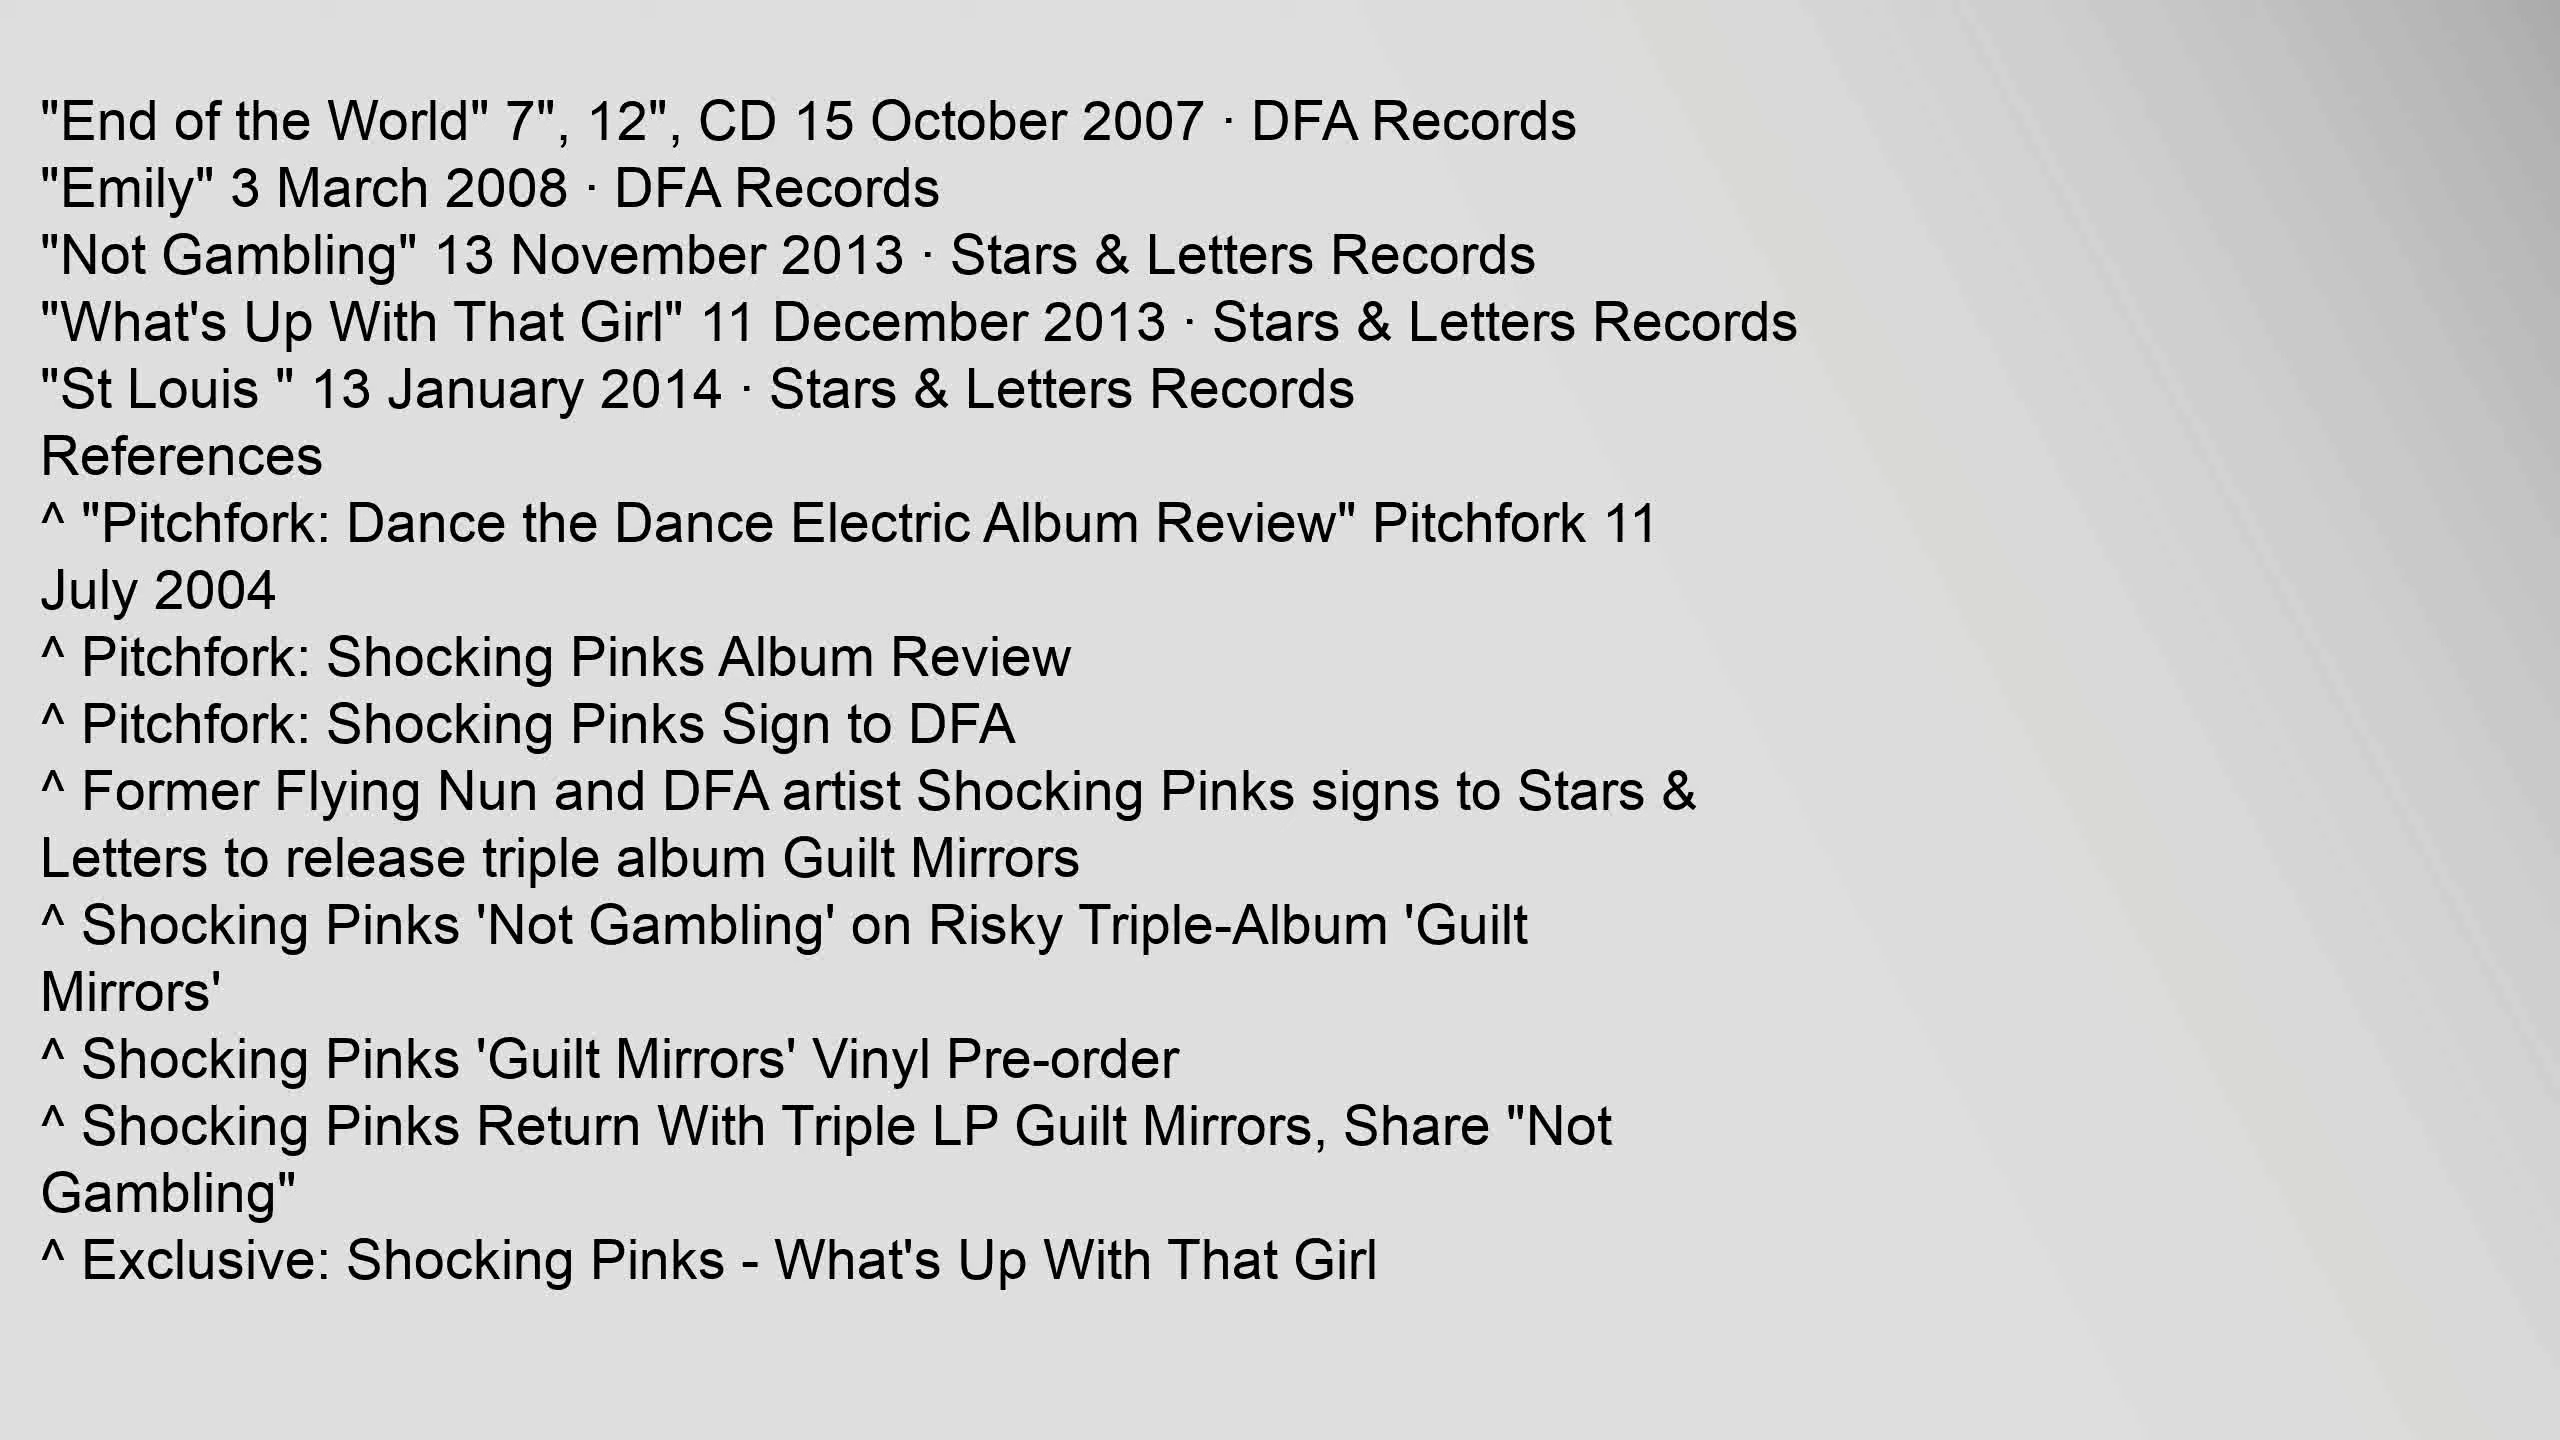 "End of the World" 7", 12", CD 15 October 2007 · DFA Records
"Emily" 3 March 2008 · DFA Records
"Not Gambling" 13 November 2013 · Stars & Letters Records
"What's Up With That Girl" 11 December 2013 · Stars & Letters Records
"St Louis " 13 January 2014 · Stars & Letters Records
References
^ "Pitchfork: Dance the Dance Electric Album Review" Pitchfork 11
July 2004
^ Pitchfork: Shocking Pinks Album Review
^ Pitchfork: Shocking Pinks Sign to DFA
^ Former Flying Nun and DFA artist Shocking Pinks signs to Stars &
Letters to release triple album Guilt Mirrors
^ Shocking Pinks 'Not Gambling' on Risky Triple-Album 'Guilt
Mirrors'
^ Shocking Pinks 'Guilt Mirrors' Vinyl Pre-order
^ Shocking Pinks Return With Triple LP Guilt Mirrors, Share "Not
Gambling"
^ Exclusive: Shocking Pinks - What's Up With That Girl